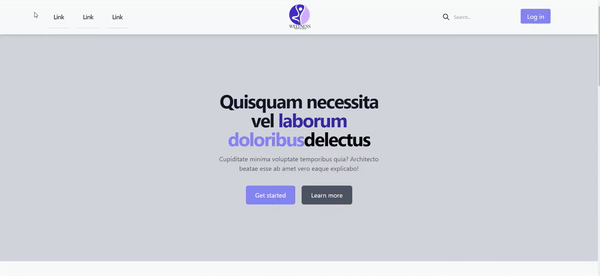 Link
Link
Link
WELLNESS
Search...
Log in
Quisquam necessita
vel laborum
doloribusdelectus
Cupiditate minima voluptate temporibus quia? Architecto
beatae esse ab amet vero eaque explicabo!
Get started
Learn more